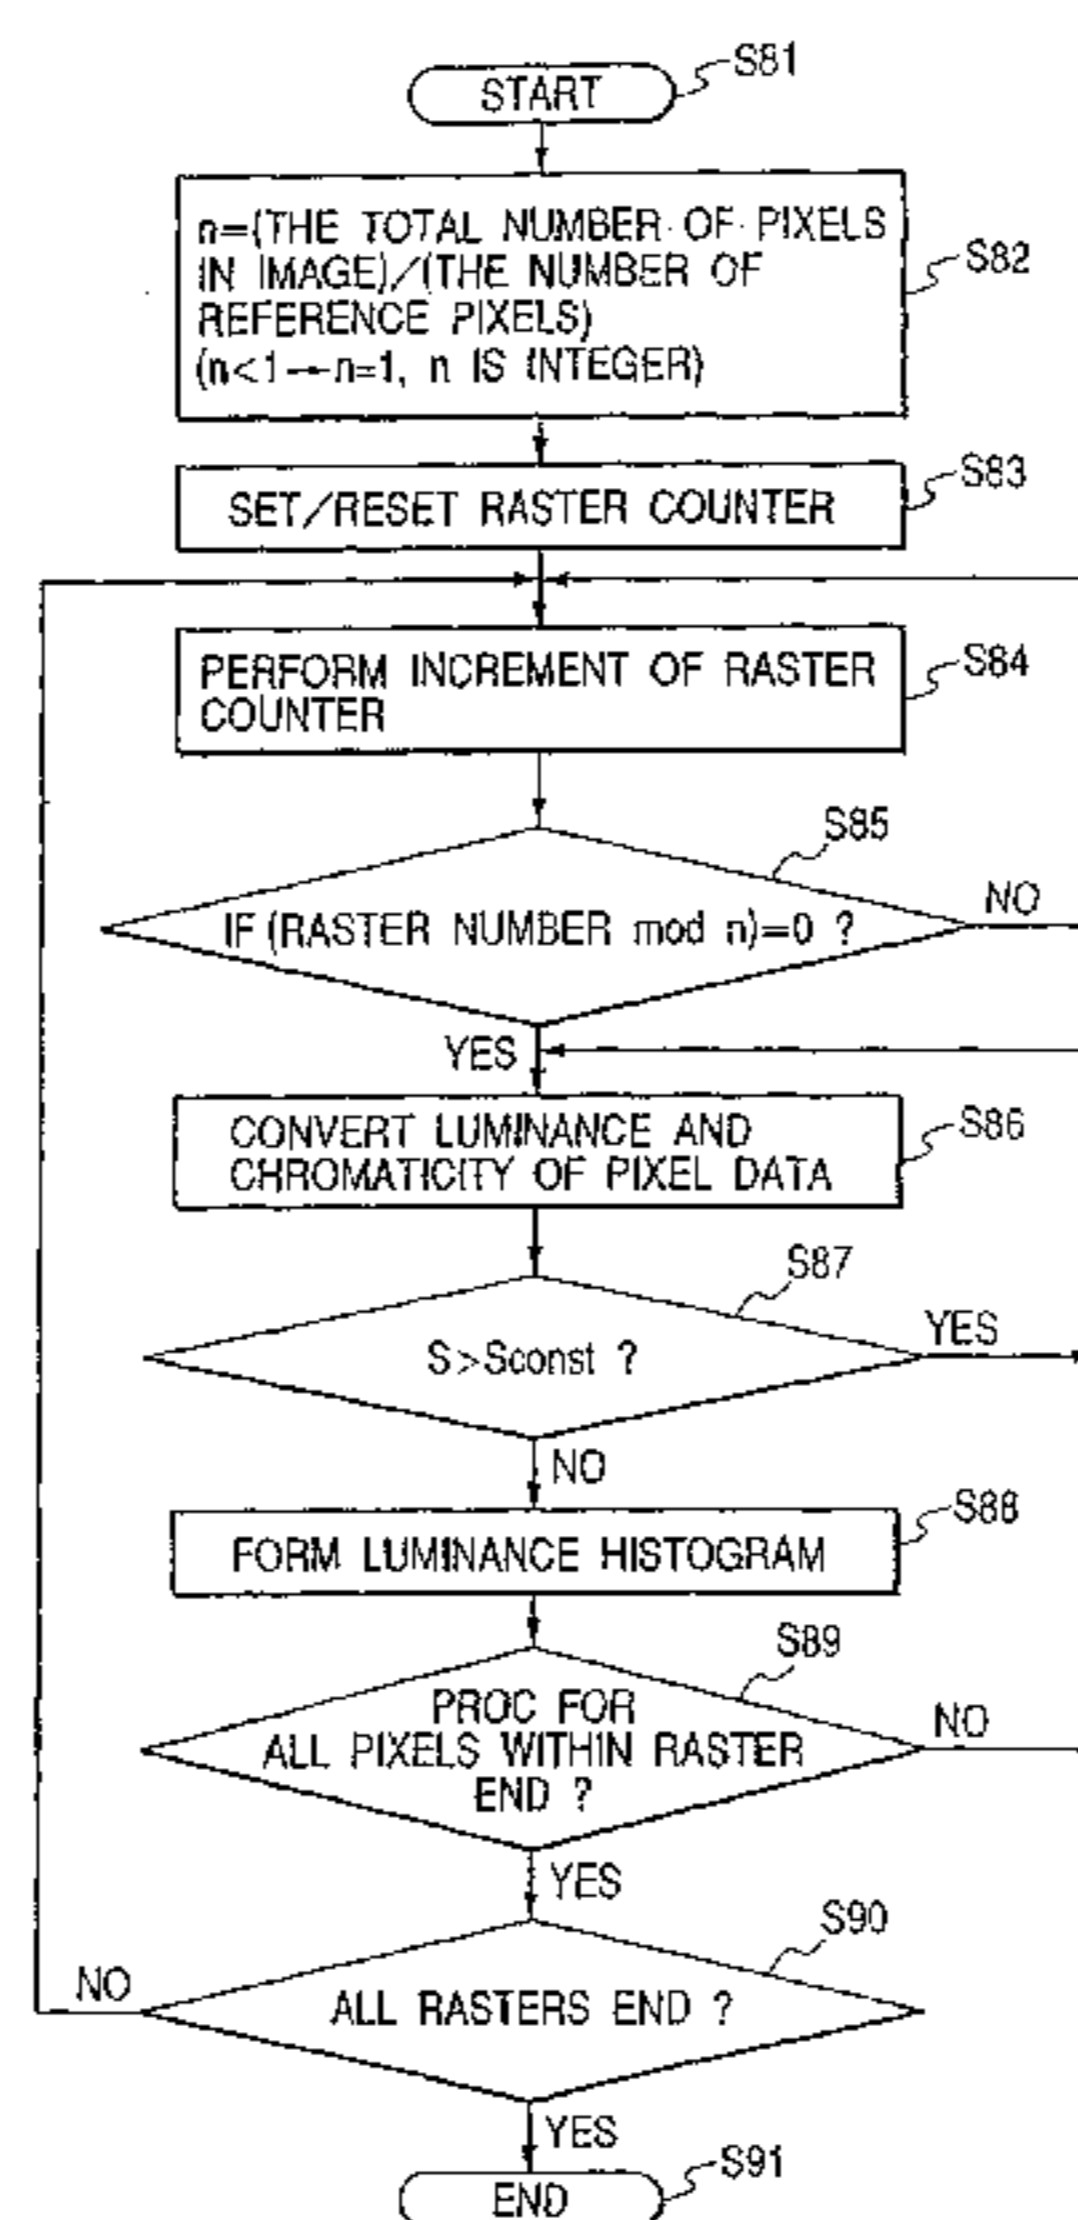 START
S81
n=(THE TOTAL NUMBER OF PIXELS
IN IMAGE)/(THE NUMBER OF
REFERENCE PIXELS)
(n<1→n=1, n IS INTEGER)
S82
SET/RESET RASTER COUNTER
S83
PERFORM INCREMENT OF RASTER
COUNTER
S84
S85
IF (RASTER NUMBER mod n)=0 ?
NO
YES
CONVERT LUMINANCE AND
CHROMATICITY OF PIXEL DATA
S86
S87
S>Sconst ?
YES
NO
FORM LUMINANCE HISTOGRAM
S88
S89
PROC FOR
ALL PIXELS WITHIN RASTER
END ?
NO
YES
S90
ALL RASTERS END ?
NO
YES
END
S91